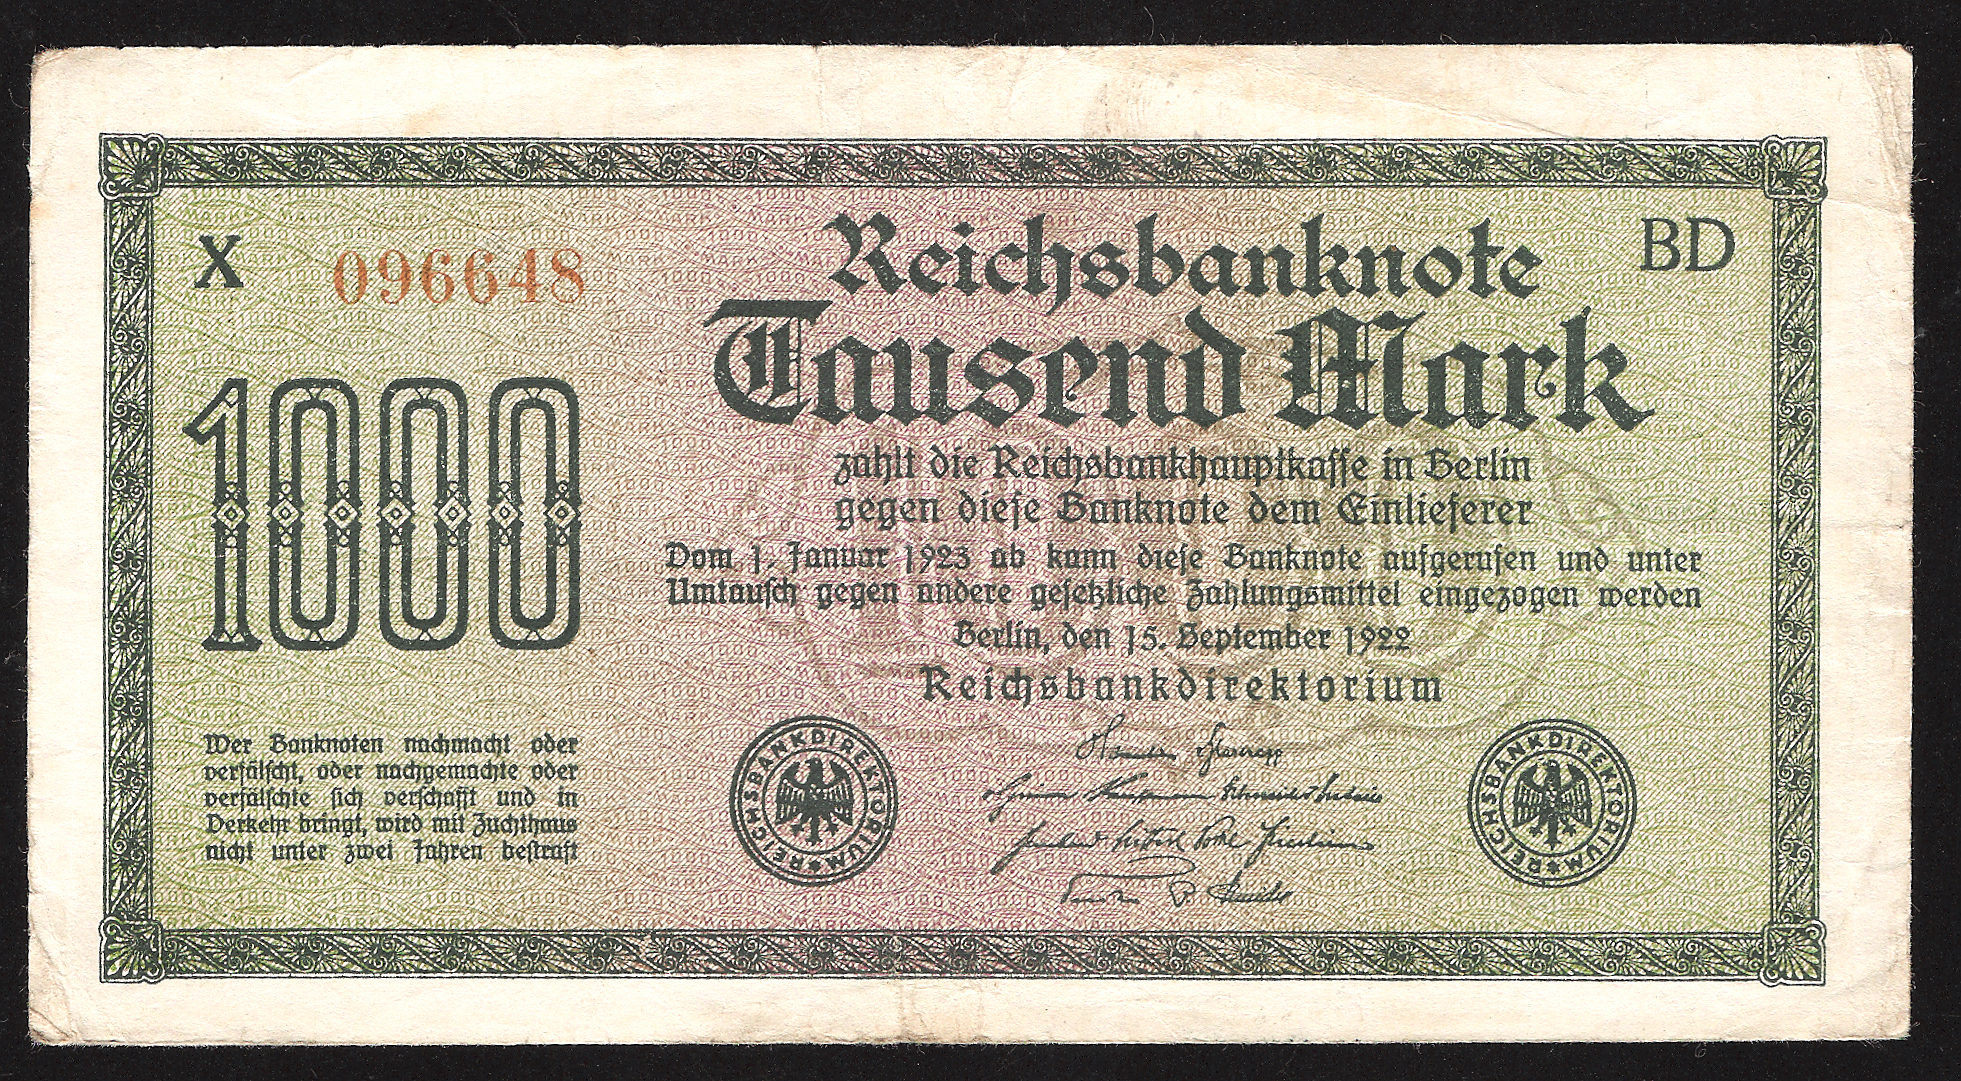 X 096648
BD
Reichsbanknote
Tausend Mark
1000
zahlt die Reichsbankhauptkasse in Berlin
gegen diese Banknote dem Einlieferer
Vom 1. Januar 1923 ab kann diese Banknote aufgerufen und unter
Umtausch gegen andere gesetzliche Zahlungsmittel eingezogen werden
Berlin, den 15. September 1922
Reichsbankdirektorium
Wer Banknoten nachmacht oder
verfälscht, oder nachgemachte oder
verfälschte sich verschafft und in
Verkehr bringt, wird mit Zuchthaus
nicht unter zwei Jahren bestraft
REICHSBANKDIREKTORIUM
REICHSBANKDIREKTORIUM